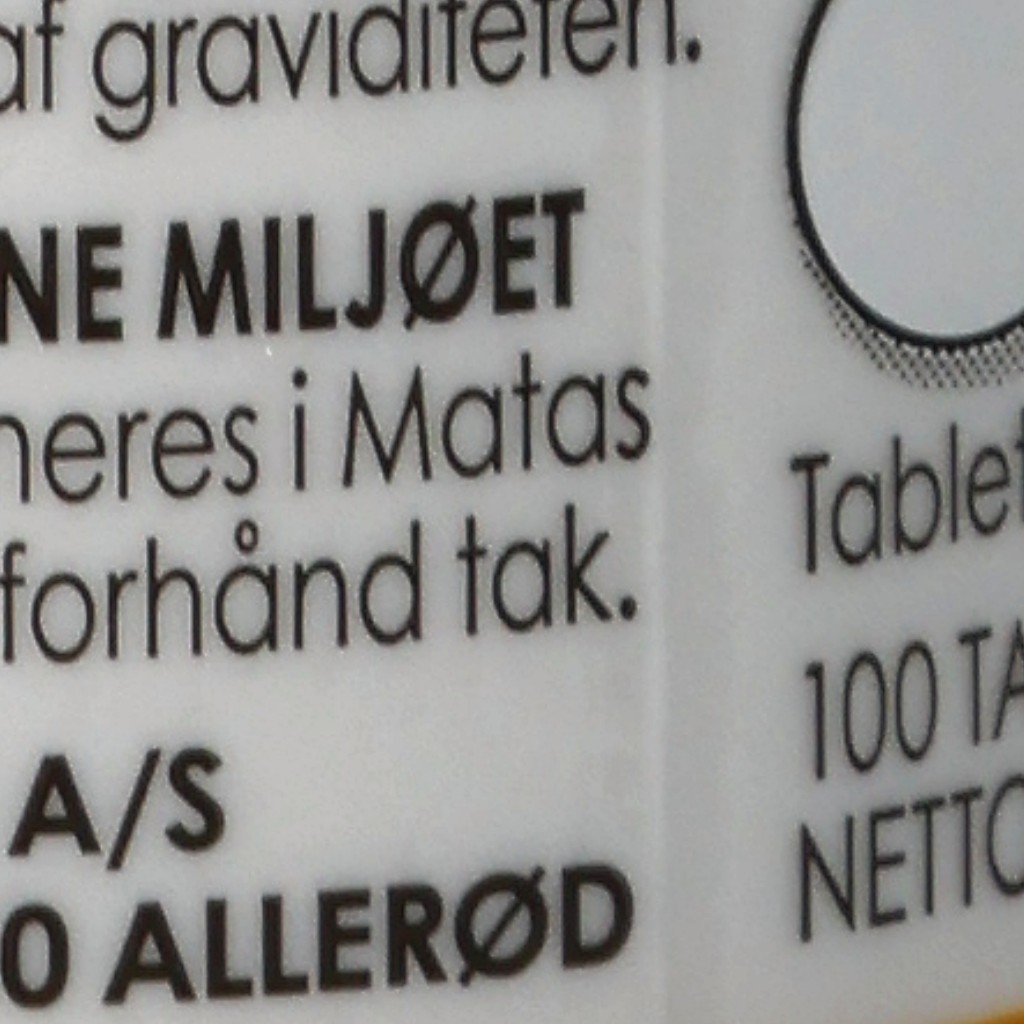 af graviditeten.
NE MILJØET
neres i Matas
forhånd tak.
A/S
0 ALLERØD
Tablet
100 TA
NETTO